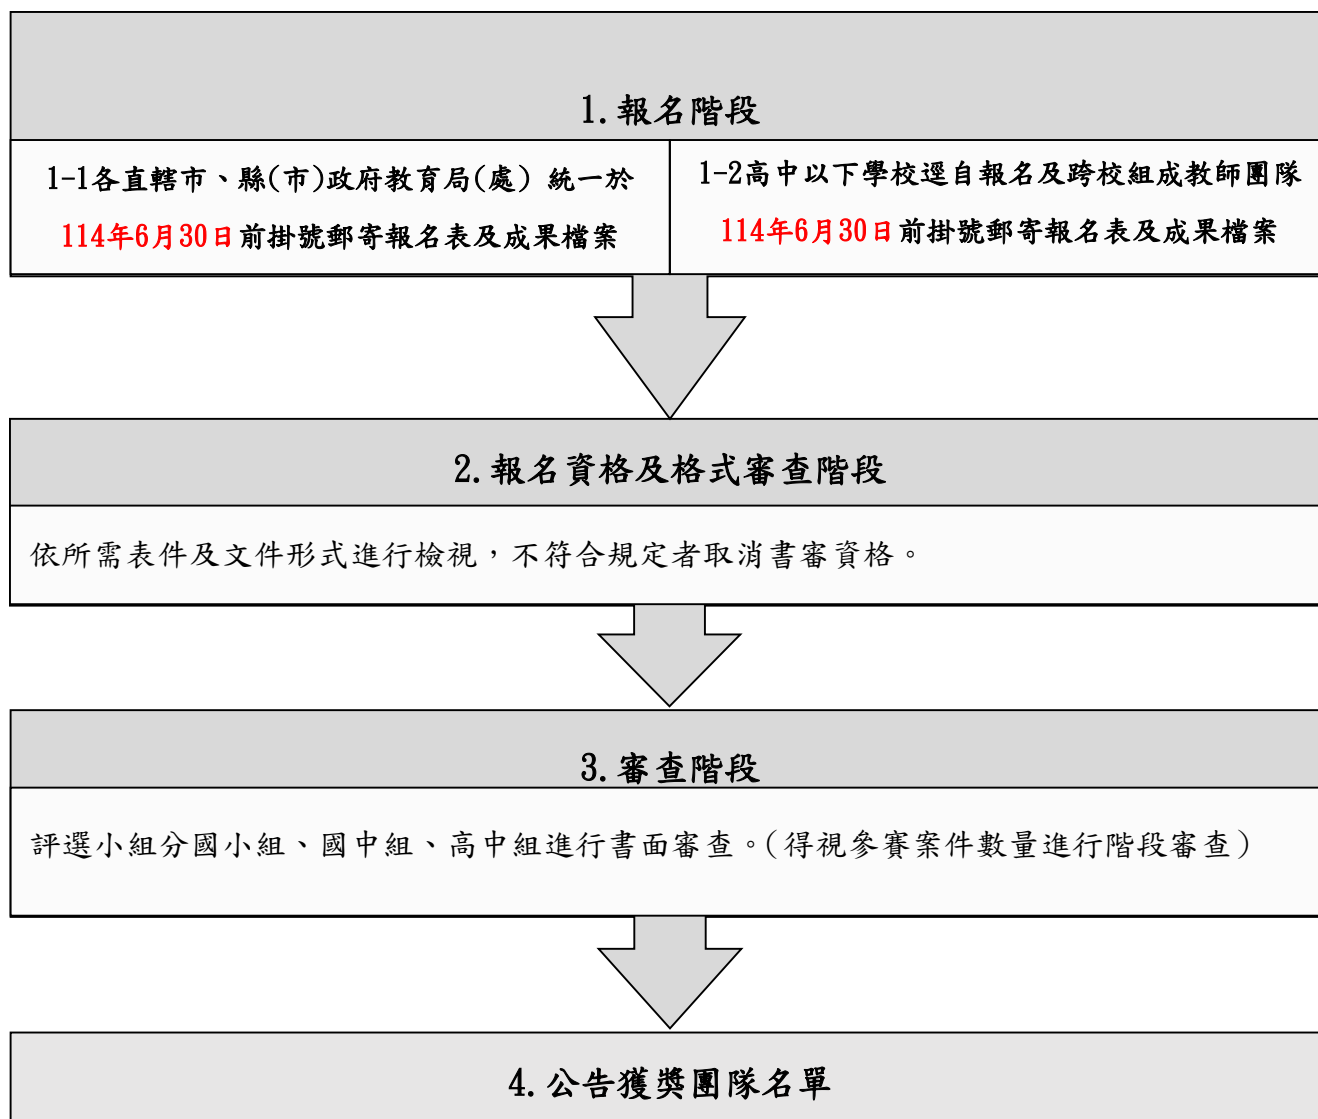 1.報名階段
1-1各直轄市、縣(市)政府教育局(處) 統一於
114年6月30日前掛號郵寄報名表及成果檔案
1-2高中以下學校逕自報名及跨校組成教師團隊
114年6月30日前掛號郵寄報名表及成果檔案
2.報名資格及格式審查階段
依所需表件及文件形式進行檢視，不符合規定者取消書審資格。
3.審查階段
評選小組分國小組、國中組、高中組進行書面審查。(得視參賽案件數量進行階段審查)
4.公告獲獎團隊名單